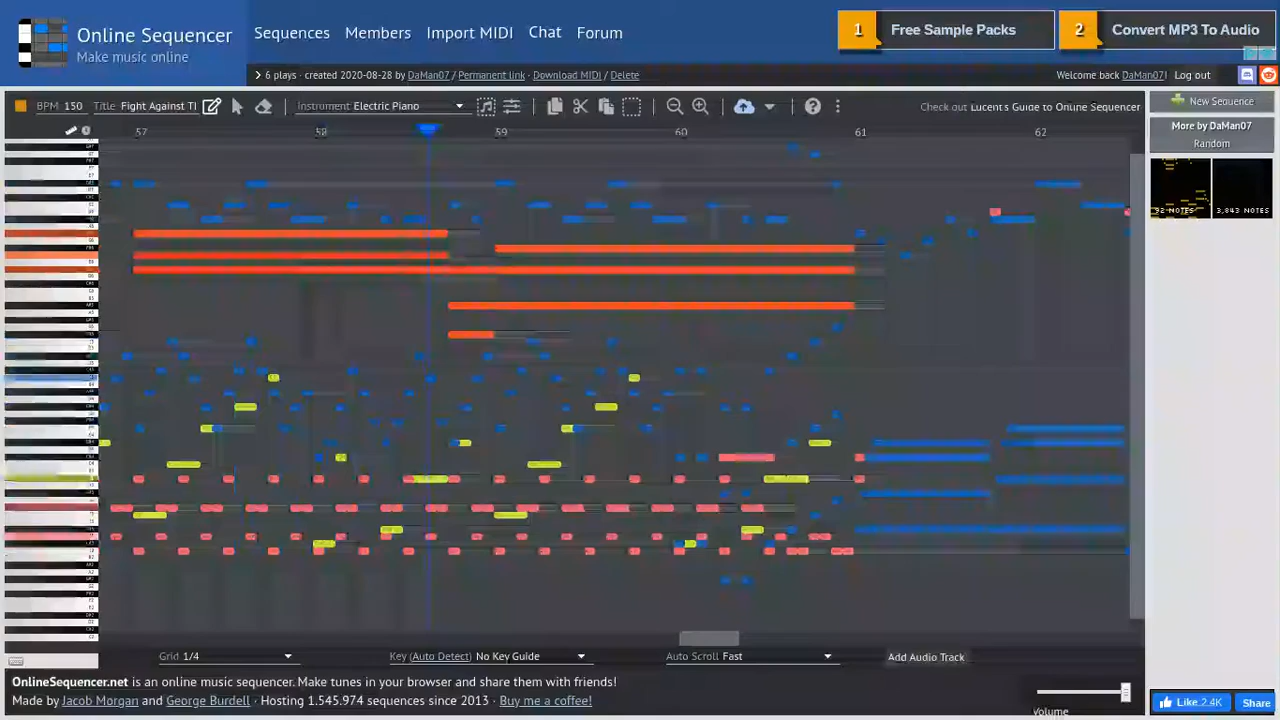 Online Sequencer
Make music online
Sequences Members Import MIDI Chat Forum
1 Free Sample Packs
2 Convert MP3 To Audio
6 plays · created 2020-08-28 by DaMan07 / Permanent link · Download MIDI / Delete
Welcome back DaMan07! Log out
BPM 150 Title Fight Against Tl
Instrument Electric Piano
Check out Lucent's Guide to Online Sequencer
New Sequence
More by DaMan07
Random
57 58 59 60 61 62
92 NOTES
3,843 NOTES
Grid 1/4
Key (Auto Detect) No Key Guide
Auto Scroll Fast
Add Audio Track
OnlineSequencer.net is an online music sequencer. Make tunes in your browser and share them with friends!
Made by Jacob Morgan and George Burdell · Hosting 1.545.974 sequences since 2013 · Buy me a coffee!
Volume
Like 2.4K
Share